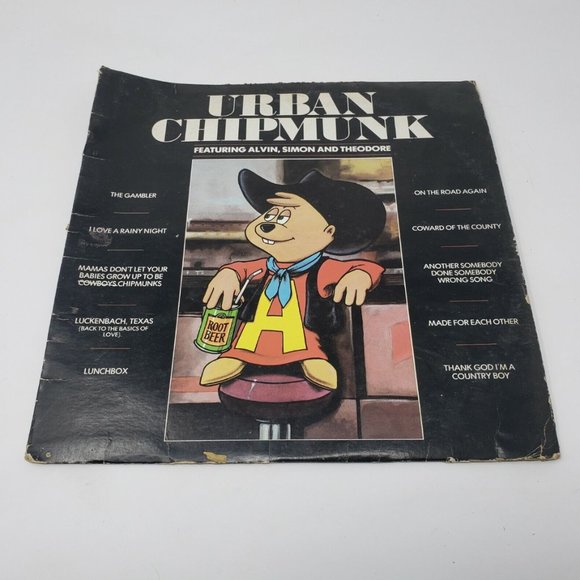 URBAN
CHIPMUNK
FEATURING ALVIN, SIMON AND THEODORE
THE GAMBLER
I LOVE A RAINY NIGHT
MAMAS DON'T LET YOUR
BABIES GROW UP TO BE
COWBOYS CHIPMUNKS
LUCKENBACH, TEXAS
(BACK TO THE BASICS OF
LOVE)
LUNCHBOX
ON THE ROAD AGAIN
COWARD OF THE COUNTY
ANOTHER SOMEBODY
DONE SOMEBODY
WRONG SONG
MADE FOR EACH OTHER
THANK GOD I'M A
COUNTRY BOY
A
ROOT
BEER